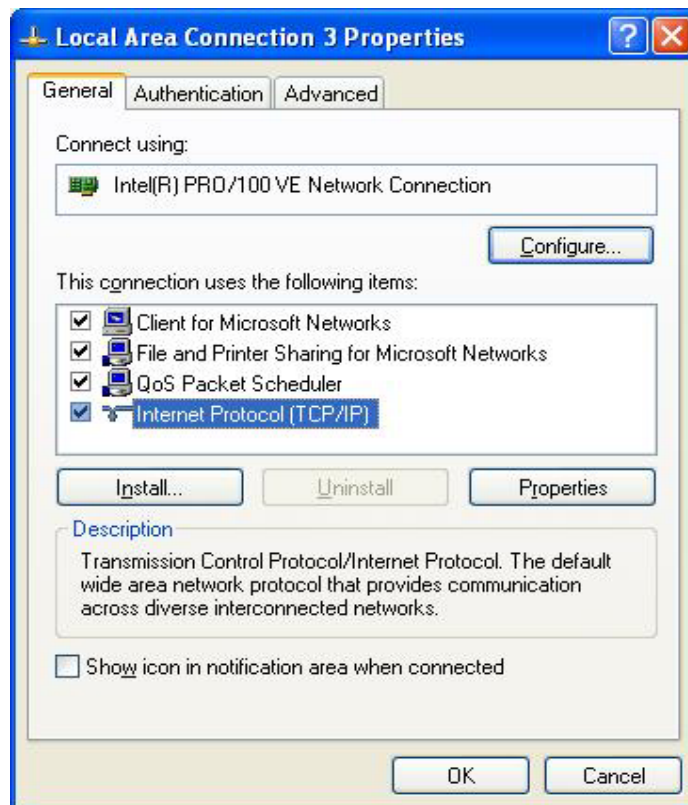 Local Area Connection 3 Properties
General Authentication Advanced
Connect using:
Intel(R) PRO/100 VE Network Connection
Configure...
This connection uses the following items:
Client for Microsoft Networks
File and Printer Sharing for Microsoft Networks
QoS Packet Scheduler
Internet Protocol (TCP/IP)
Install... Uninstall Properties
Description
Transmission Control Protocol/Internet Protocol. The default
wide area network protocol that provides communication
across diverse interconnected networks.
Show icon in notification area when connected
OK Cancel